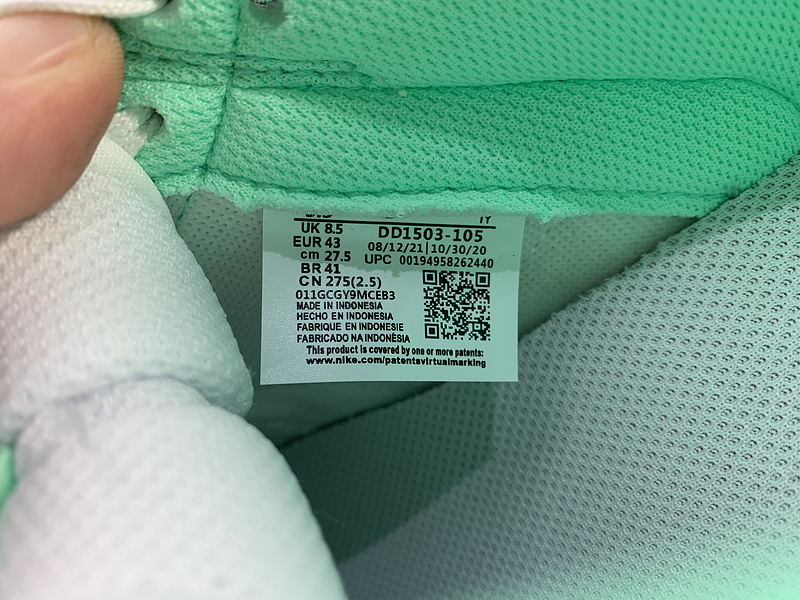 IY
UK 8.5
EUR 43
cm 27.5
BR 41
CN 275(2.5)
DD1503-105
08/12/21|10/30/20
UPC 00194958262440
011GCGY9MCEB3
MADE IN INDONESIA
HECHO EN INDONESIA
FABRIQUE EN INDONESIE
FABRICADO NA INDONÉSIA
This product is covered by one or more patents:
www.nike.com/patentsvirtualmarking